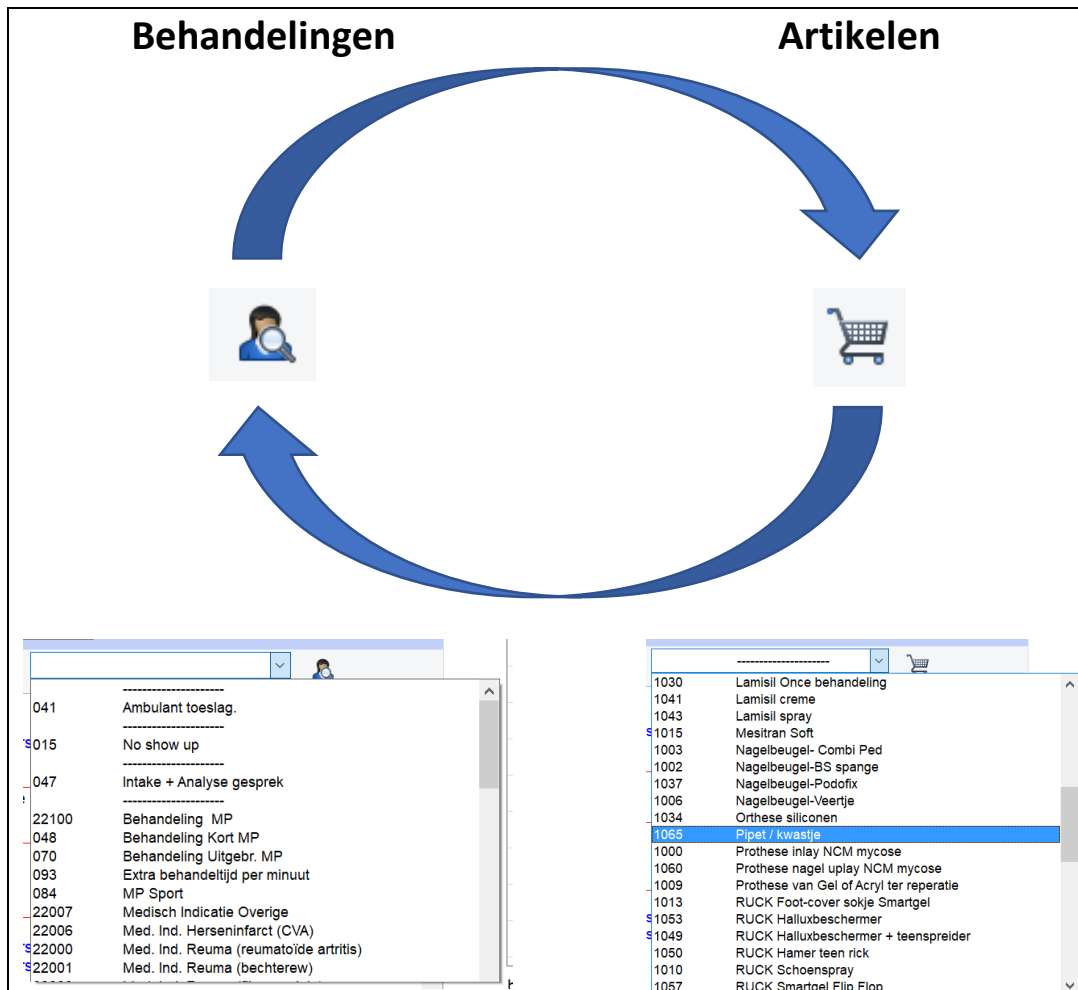 Behandelingen
Artikelen
---------------------
041 Ambulant toeslag.
---------------------
015 No show up
---------------------
047 Intake + Analyse gesprek
---------------------
22100 Behandeling MP
048 Behandeling Kort MP
070 Behandeling Uitgebr. MP
093 Extra behandeltijd per minuut
084 MP Sport
22007 Medisch Indicatie Overige
22006 Med. Ind. Herseninfarct (CVA)
22000 Med. Ind. Reuma (reumatoïde artritis)
22001 Med. Ind. Reuma (bechterew)
---------------------
1030 Lamisil Once behandeling
1041 Lamisil creme
1043 Lamisil spray
1015 Mesitran Soft
1003 Nagelbeugel- Combi Ped
1002 Nagelbeugel-BS spange
1037 Nagelbeugel-Podofix
1006 Nagelbeugel-Veertje
1034 Orthese siliconen
1065 Pipet / kwastje
1000 Prothese inlay NCM mycose
1060 Prothese nagel uplay NCM mycose
1009 Prothese van Gel of Acryl ter reperatie
1013 RUCK Foot-cover sokje Smartgel
1053 RUCK Halluxbeschermer
1049 RUCK Halluxbeschermer + teenspreider
1050 RUCK Hamer teen rick
1010 RUCK Schoenspray
1057 RUCK Smartgel Flip Flop